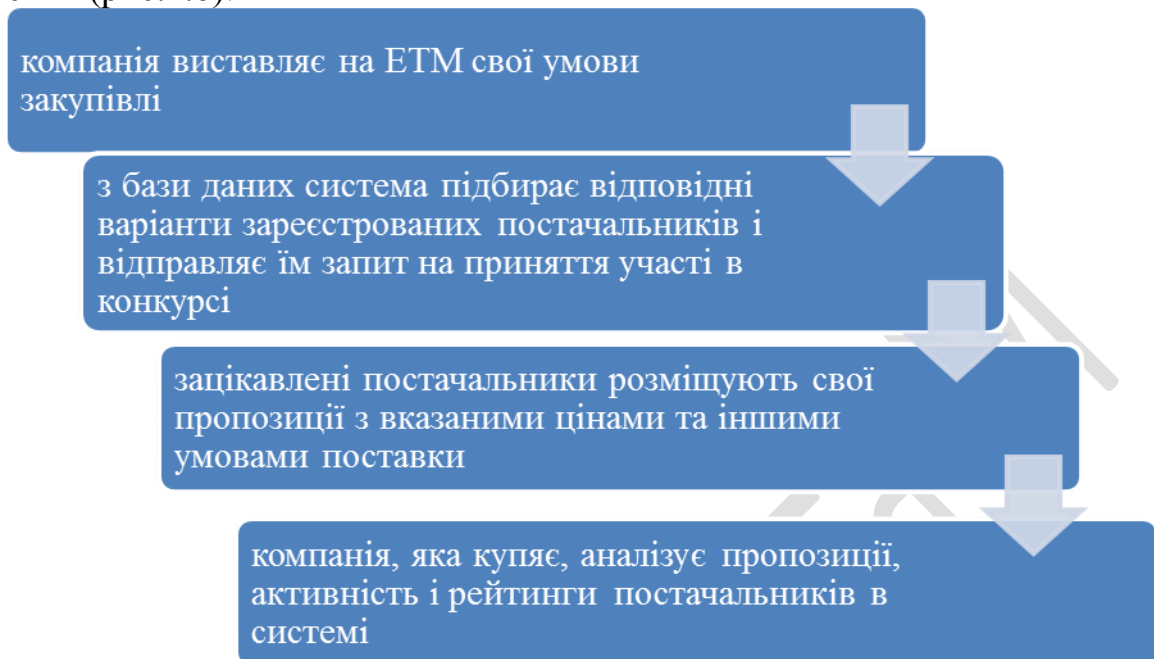 компанія виставляє на ЕТМ свої умови
закупівлі
з бази даних система підбирає відповідні
варіанти зареєстрованих постачальників і
відправляє їм запит на прийняття участі в
конкурсі
зацікавлені постачальники розміщують свої
пропозиції з вказаними цінами та іншими
умовами поставки
компанія, яка купяє, аналізує пропозиції,
активність і рейтинги постачальників в
системі